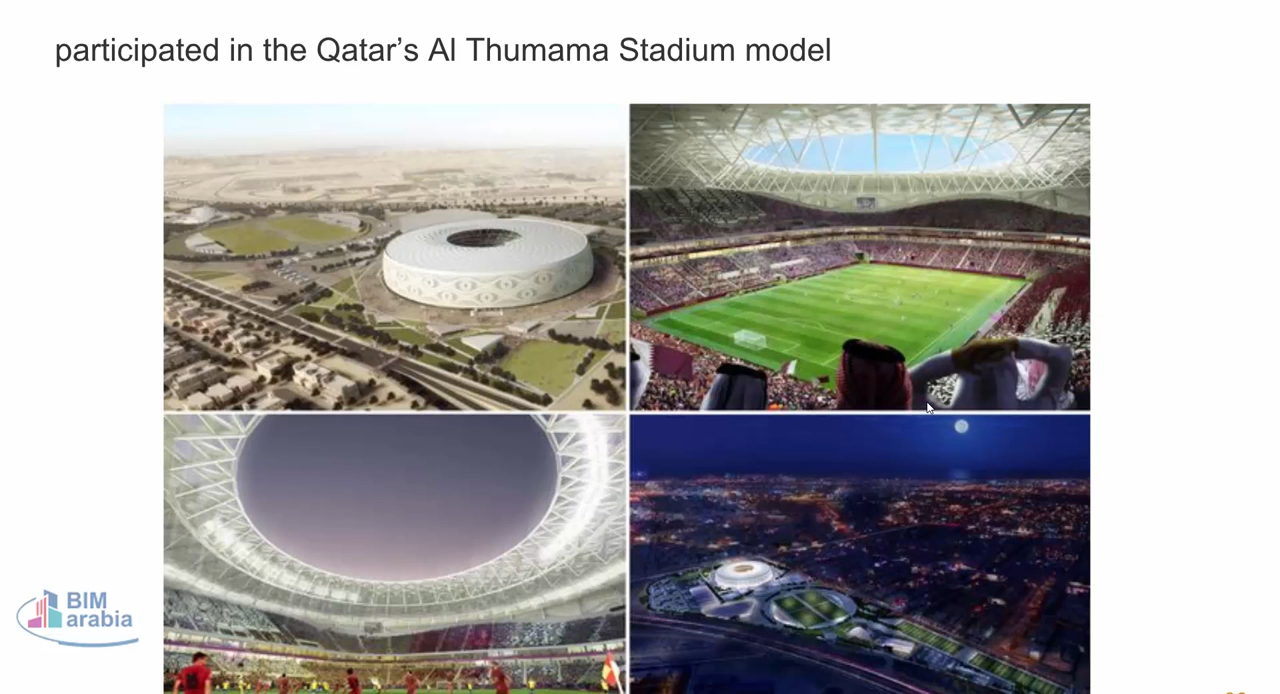 participated in the Qatar’s Al Thumama Stadium model
BIM
arabia